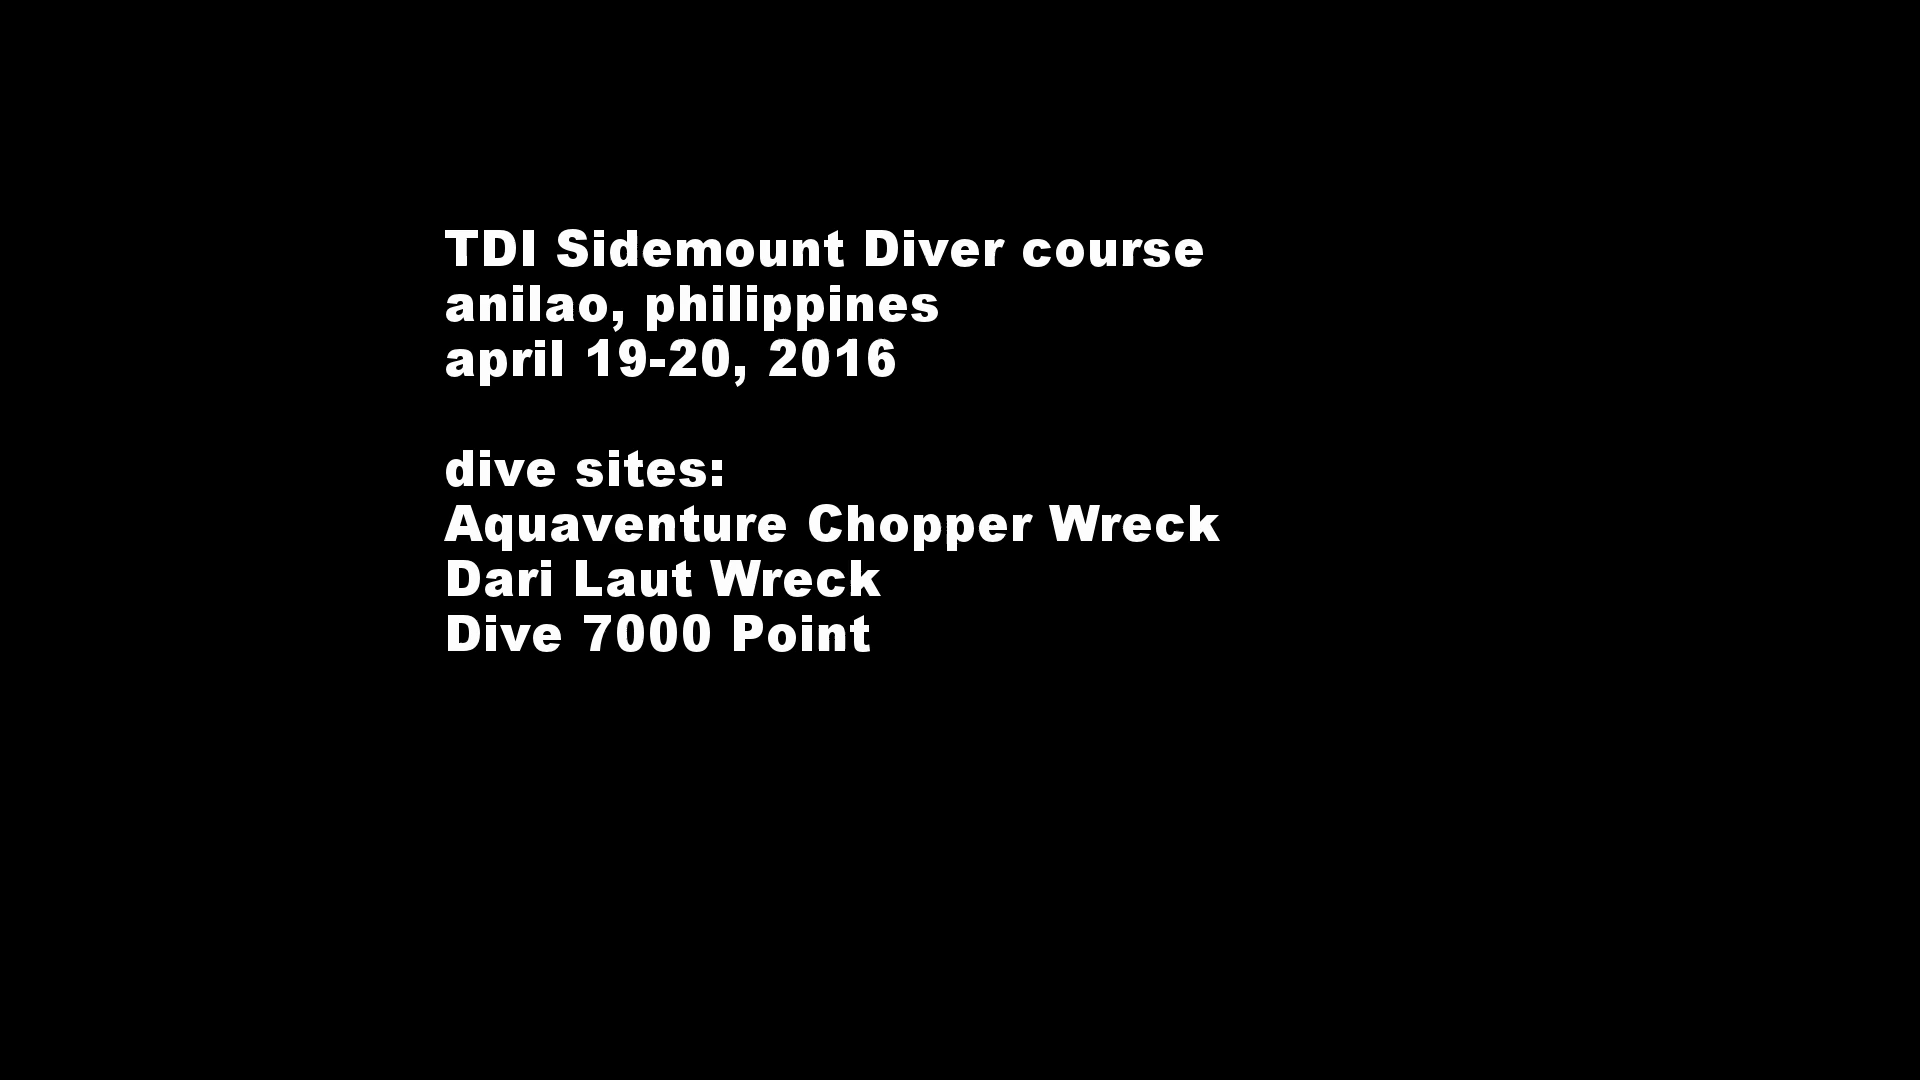 TDI Sidemount Diver course
anilao, philippines
april 19-20, 2016
dive sites:
Aquaventure Chopper Wreck
Dari Laut Wreck
Dive 7000 Point